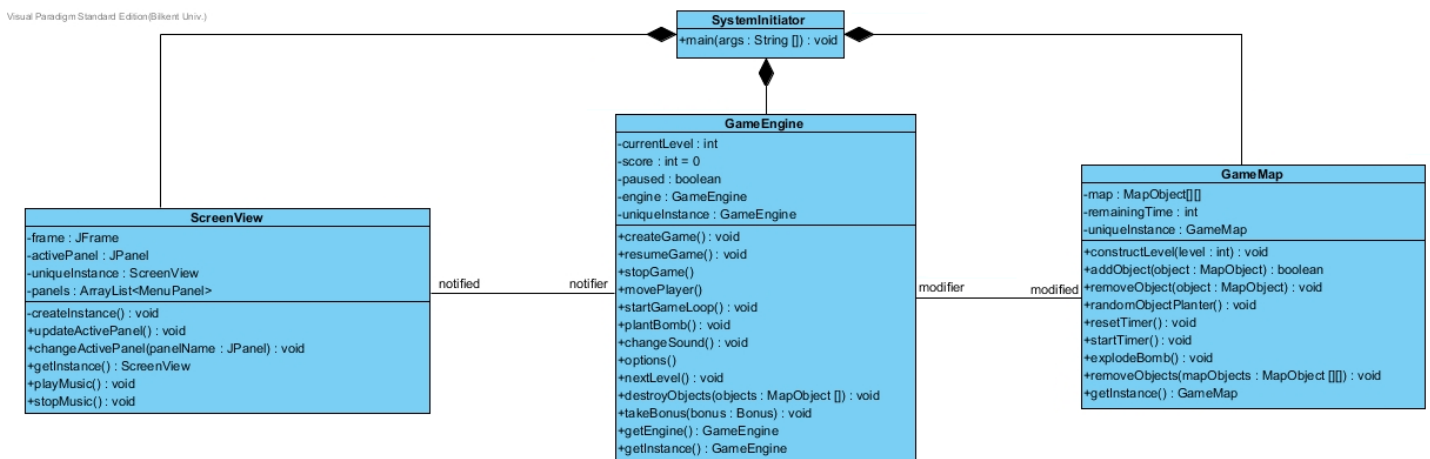 Visual Paradigm Standard Edition(Bilkent Univ.)
SystemInitiator
+main(args : String []) : void
GameEngine
-currentLevel : int
-score : int = 0
-paused : boolean
-engine : GameEngine
-uniqueInstance : GameEngine
+createGame() : void
+resumeGame() : void
+stopGame()
+movePlayer()
+startGameLoop() : void
+plantBomb() : void
+changeSound() : void
+options()
+nextLevel() : void
+destroyObjects(objects : MapObject []) : void
+takeBonus(bonus : Bonus) : void
+getEngine() : GameEngine
+getInstance() : GameEngine
GameMap
-map : MapObject[][]
-remainingTime : int
-uniqueInstance : GameMap
+constructLevel(level : int) : void
+addObject(object : MapObject) : boolean
+removeObject(object : MapObject) : void
+randomObjectPlanter() : void
+resetTimer() : void
+startTimer() : void
+explodeBomb() : void
+removeObjects(mapObjects : MapObject [][]) : void
+getInstance() : GameMap
ScreenView
-frame : JFrame
-activePanel : JPanel
-uniqueInstance : ScreenView
-panels : ArrayList<MenuPanel>
-createInstance() : void
+updateActivePanel() : void
+changeActivePanel(panelName : JPanel) : void
+getInstance() : ScreenView
+playMusic() : void
+stopMusic() : void
notified
notifier
modifier
modified